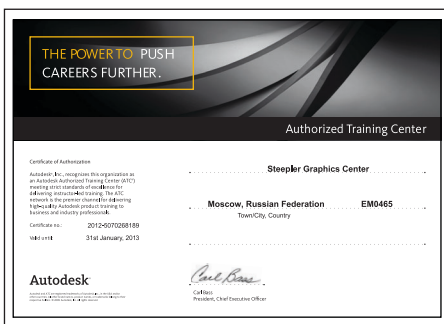 THE POWER TO PUSH
CAREERS FURTHER.
Authorized Training Center
Certificate of Authorization
Autodesk, Inc., recognizes this organization as
an Autodesk Authorized Training Center (ATC®)
meeting strict standards of excellence for
delivering instructor-led training. The ATC
network is the premier channel for delivering
high-quality Autodesk product training to
business and industry professionals.
Certificate no.: 2012-5070268189
Valid until: 31st January, 2013
Steepler Graphics Center
Moscow, Russian Federation EM0465
Town/City, Country
Autodesk
Carl Bass
Carl Bass
President, Chief Executive Officer